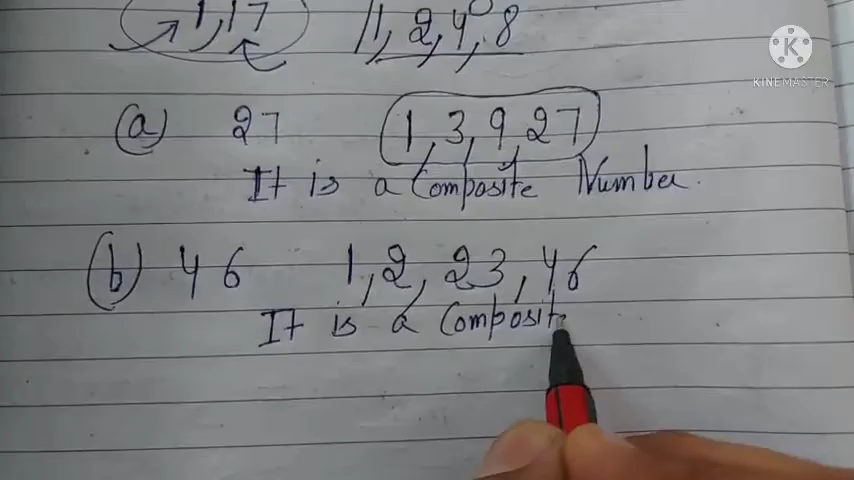 1,17 1,2,4,8
KINEMASTER
(a) 27 1,3,9,27
It is a Composite Number.
(b) 46 1,2,23,46
It is a Composite